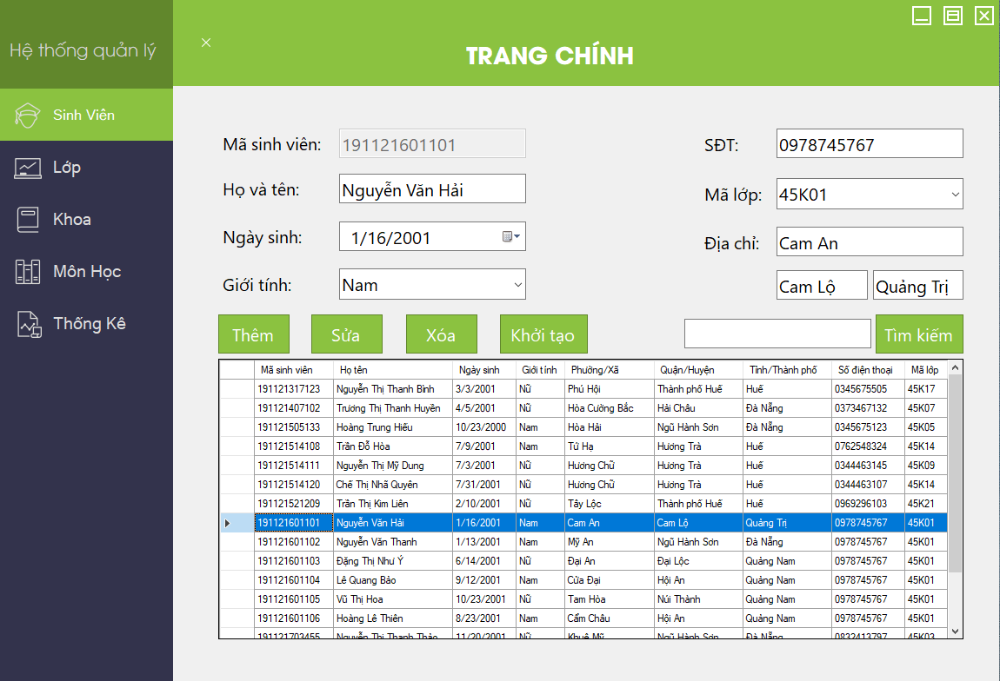 Hệ thống quản lý
TRANG CHÍNH
Sinh Viên
Lớp
Khoa
Môn Học
Thống Kê
Mã sinh viên: 191121601101
SĐT: 0978745767
Họ và tên: Nguyễn Văn Hải
Mã lớp: 45K01
Ngày sinh: 1/16/2001
Địa chỉ: Cam An
Giới tính: Nam
Cam Lộ Quảng Trị
Thêm Sửa Xóa Khởi tạo Tìm kiếm
Mã sinh viên Họ tên Ngày sinh Giới tính Phường/Xã Quận/Huyện Tỉnh/Thành phố Số điện thoại Mã lớp
191121317123 Nguyễn Thị Thanh Bình 3/3/2001 Nữ Phú Hội Thành phố Huế Huế 0345675505 45K17
191121407102 Trương Thị Thanh Huyền 4/5/2001 Nữ Hòa Cường Bắc Hải Châu Đà Nẵng 0373467132 45K07
191121505133 Hoàng Trung Hiếu 10/23/2000 Nam Hòa Hải Ngũ Hành Sơn Đà Nẵng 0345675123 45K05
191121514108 Trần Đỗ Hòa 7/9/2001 Nam Tứ Hạ Hương Trà Huế 0762548324 45K14
191121514111 Nguyễn Thị Mỹ Dung 7/3/2001 Nữ Hương Chữ Hương Trà Huế 0344463145 45K09
191121514120 Chế Thị Nhã Quyên 7/31/2001 Nữ Hương Chữ Hương Trà Huế 0344463107 45K14
191121521209 Trần Thị Kim Liên 2/10/2001 Nữ Tây Lộc Thành phố Huế Huế 0969296103 45K21
191121601101 Nguyễn Văn Hải 1/16/2001 Nam Cam An Cam Lộ Quảng Trị 0978745767 45K01
191121601102 Nguyễn Văn Thanh 1/13/2001 Nam Mỹ An Ngũ Hành Sơn Đà Nẵng 0978745767 45K01
191121601103 Đặng Thị Như Ý 6/14/2001 Nữ Đại An Đại Lộc Quảng Nam 0978745767 45K01
191121601104 Lê Quang Bảo 9/12/2001 Nam Cửa Đại Hội An Quảng Nam 0978745767 45K01
191121601105 Vũ Thị Hoa 10/23/2001 Nữ Tam Hòa Núi Thành Quảng Nam 0978745767 45K01
191121601106 Hoàng Lê Thiên 8/23/2001 Nam Cẩm Châu Hội An Quảng Nam 0978745767 45K01
191121703455 Nguyễn Thị Thanh Thảo 11/20/2001 Nữ Khuê Mỹ Ngũ Hành Sơn Đà Nẵng 0832413797 45K03